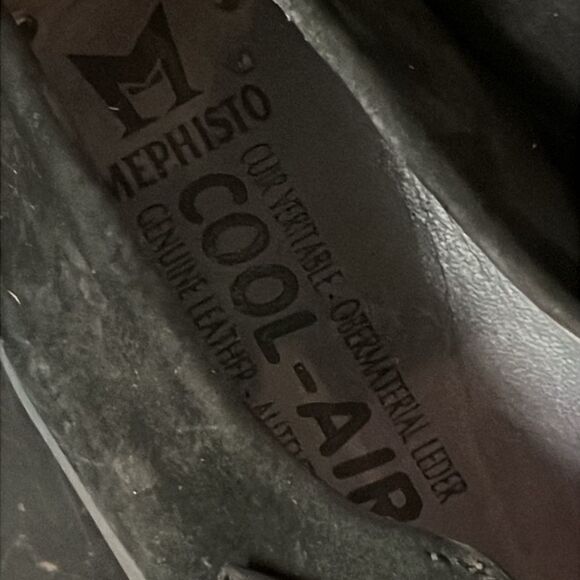 MEPHISTO
CUIR VERITABLE - OBERMATERIAL LEDER
COOL-AIR
GENUINE LEATHER -